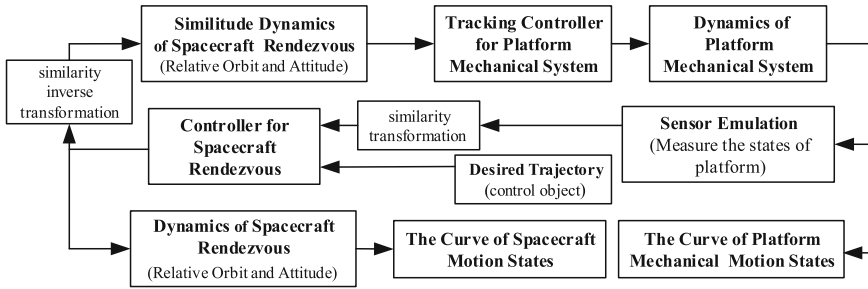 Similitude Dynamics
of Spacecraft Rendezvous
(Relative Orbit and Attitude)
Tracking Controller
for Platform
Mechanical System
Dynamics of
Platform
Mechanical System
similarity
inverse
transformation
Controller for
Spacecraft
Rendezvous
similarity
transformation
Sensor Emulation
(Measure the states of
platform)
Desired Trajectory
(control object)
Dynamics of Spacecraft
Rendezvous
(Relative Orbit and Attitude)
The Curve of Spacecraft
Motion States
The Curve of Platform
Mechanical Motion States